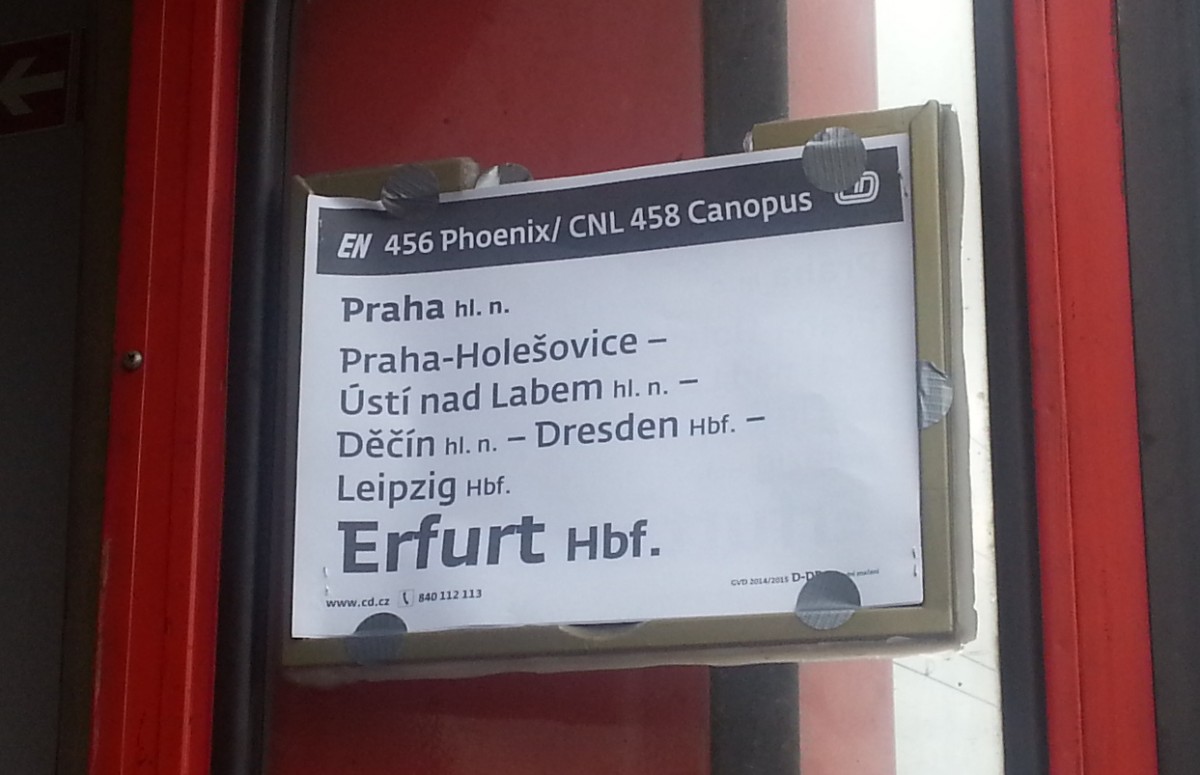 EN 456 Phoenix/ CNL 458 Canopus
Praha hl. n.
Praha-Holešovice –
Ústí nad Labem hl. n. –
Děčín hl. n. – Dresden Hbf. –
Leipzig Hbf.
Erfurt Hbf.
www.cd.cz 840 112 113
GVD 2014/2015